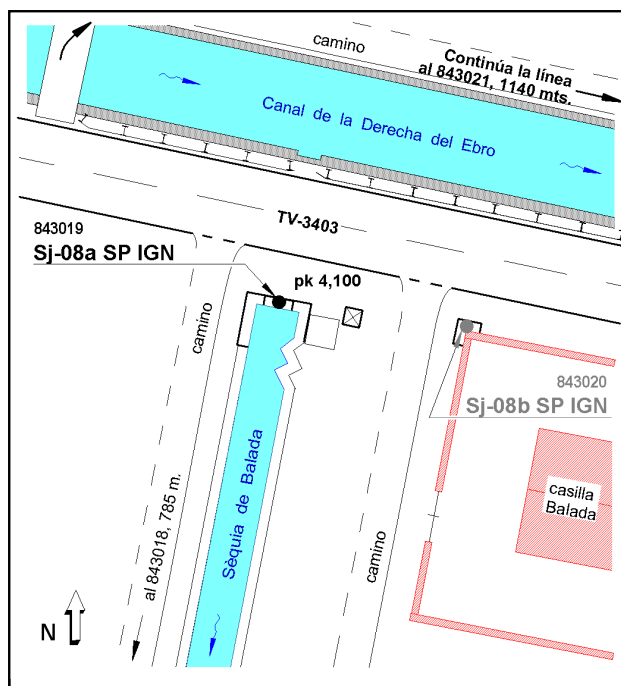 camino
Continúa la línea
al 843021, 1140 mts.
Canal de la Derecha del Ebro
TV-3403
843019
Sj-08a SP IGN
pk 4,100
camino
843020
Sj-08b SP IGN
casilla
Balada
Sèquia de Balada
camino
al 843018, 785 m.
N